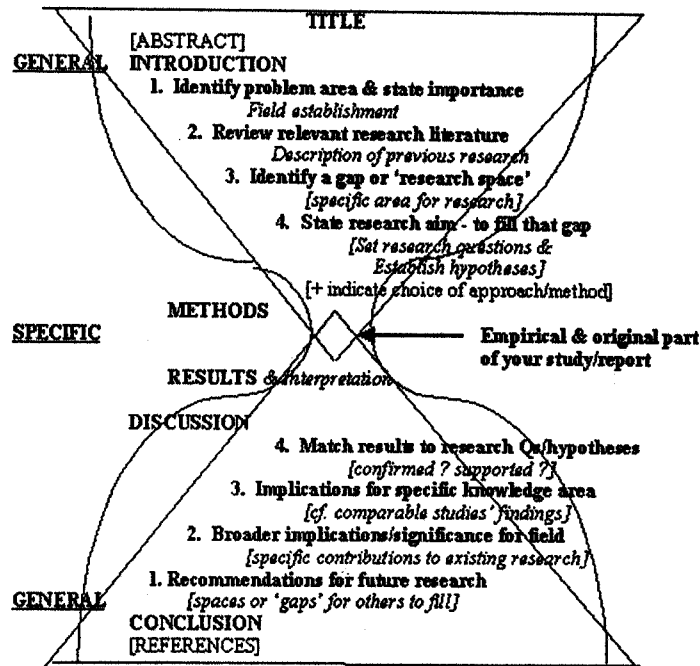 TITLE
[ABSTRACT]
GENERAL INTRODUCTION
1. Identify problem area & state importance
Field establishment
2. Review relevant research literature
Description of previous research
3. Identify a gap or ‘research space’
[specific area for research]
4. State research aim - to fill that gap
[Set research questions &
Establish hypotheses]
[+ indicate choice of approach/method]
METHODS
SPECIFIC
Empirical & original part
of your study/report
RESULTS & interpretation
DISCUSSION
4. Match results to research Qs/hypotheses
[confirmed ? supported ?]
3. Implications for specific knowledge area
[cf. comparable studies’ findings]
2. Broader implications/significance for field
[specific contributions to existing research]
1. Recommendations for future research
GENERAL [spaces or ‘gaps’ for others to fill]
CONCLUSION
[REFERENCES]